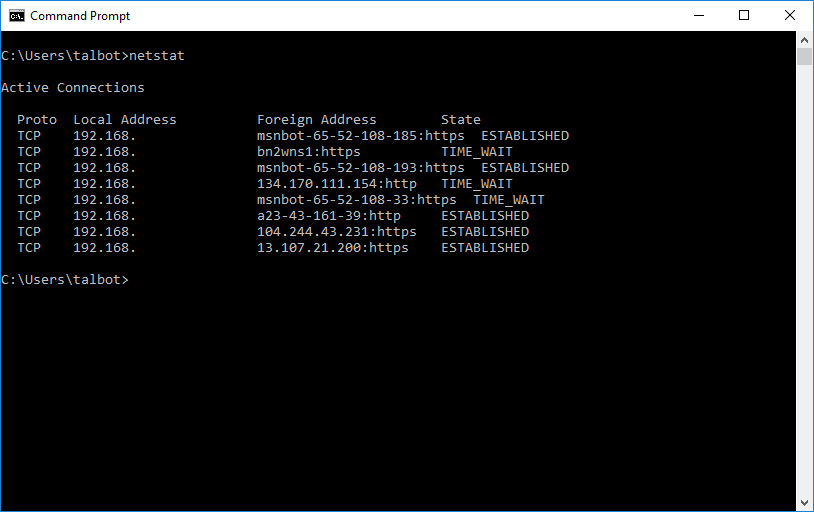 Command Prompt
C:\Users\talbot>netstat
Active Connections
Proto  Local Address          Foreign Address        State
TCP    192.168.               msnbot-65-52-108-185:https  ESTABLISHED
TCP    192.168.               bn2wns1:https          TIME_WAIT
TCP    192.168.               msnbot-65-52-108-193:https  ESTABLISHED
TCP    192.168.               134.170.111.154:http   TIME_WAIT
TCP    192.168.               msnbot-65-52-108-33:https  TIME_WAIT
TCP    192.168.               a23-43-161-39:http     ESTABLISHED
TCP    192.168.               104.244.43.231:https   ESTABLISHED
TCP    192.168.               13.107.21.200:https    ESTABLISHED
C:\Users\talbot>